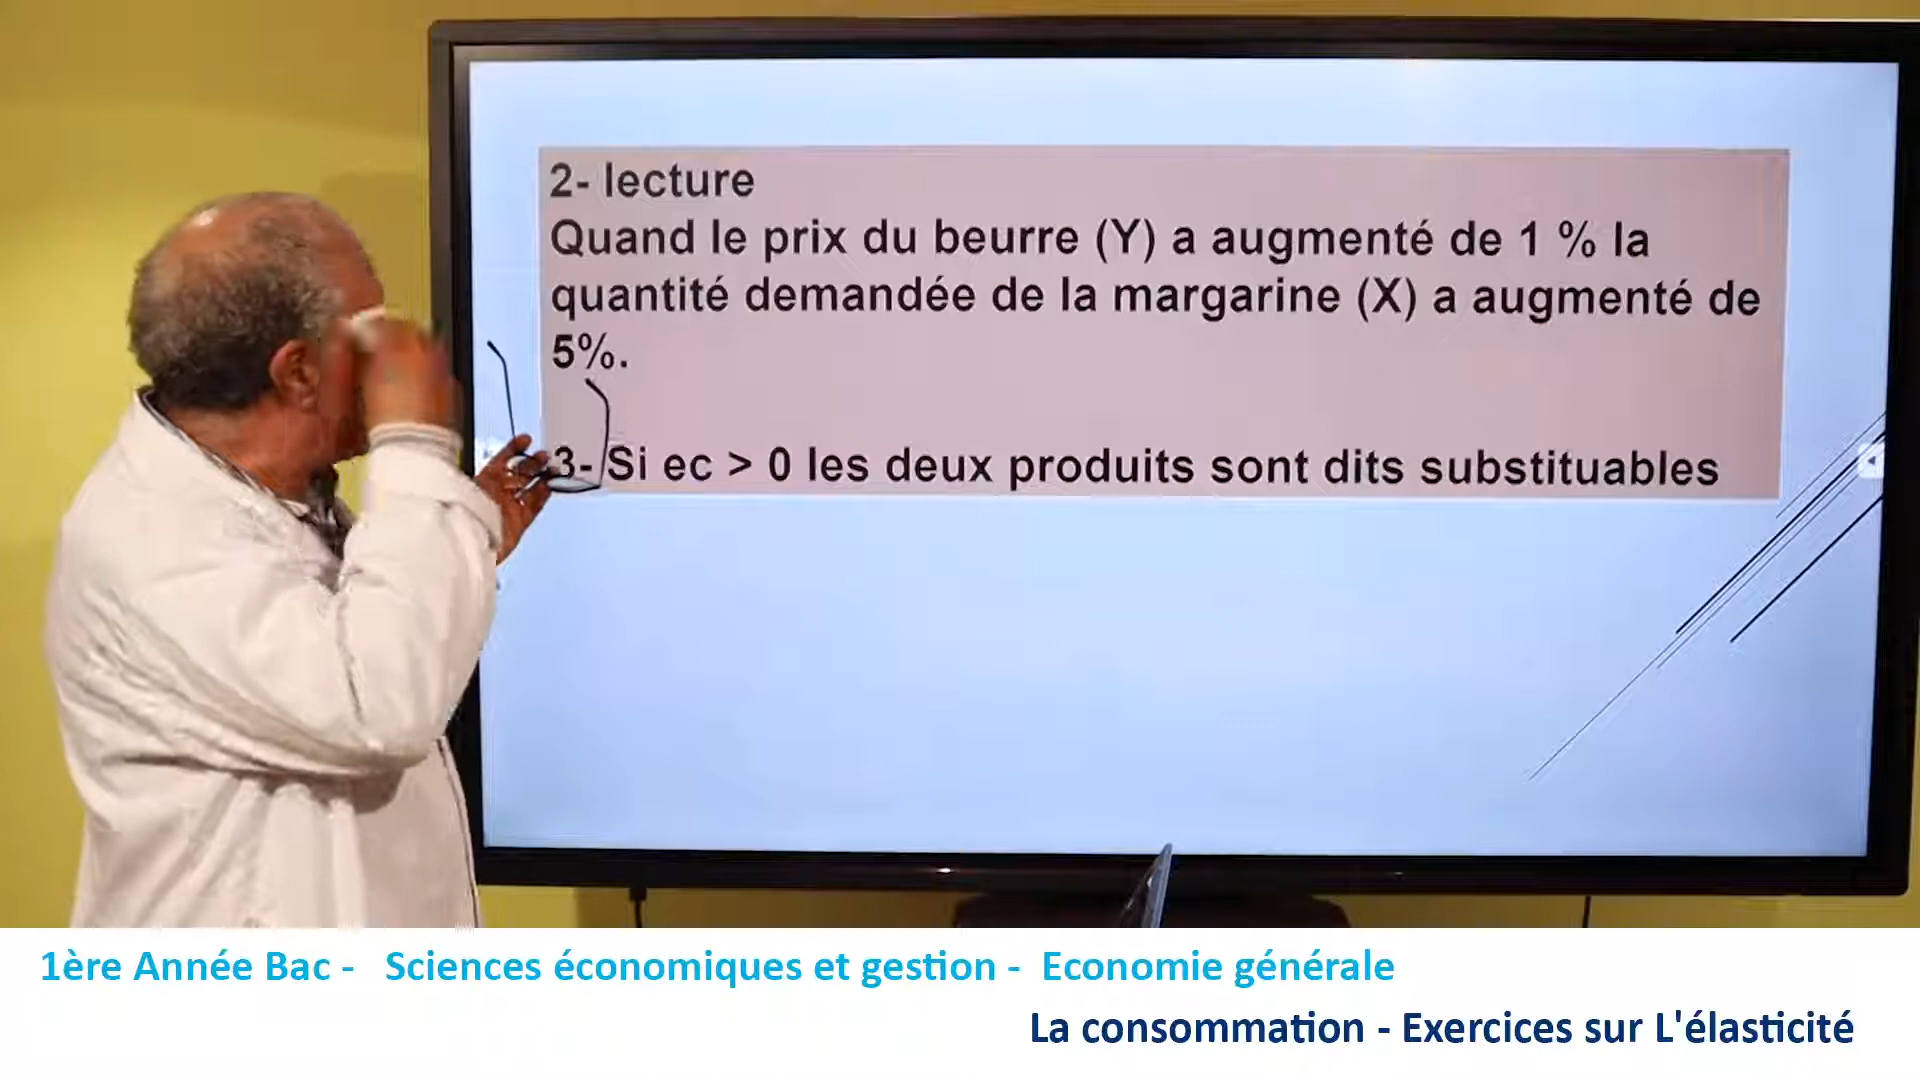 2- lecture
Quand le prix du beurre (Y) a augmenté de 1 % la
quantité demandée de la margarine (X) a augmenté de
5%.
3- Si ec > 0 les deux produits sont dits substituables
1ère Année Bac - Sciences économiques et gestion - Economie générale
La consommation - Exercices sur L'élasticité